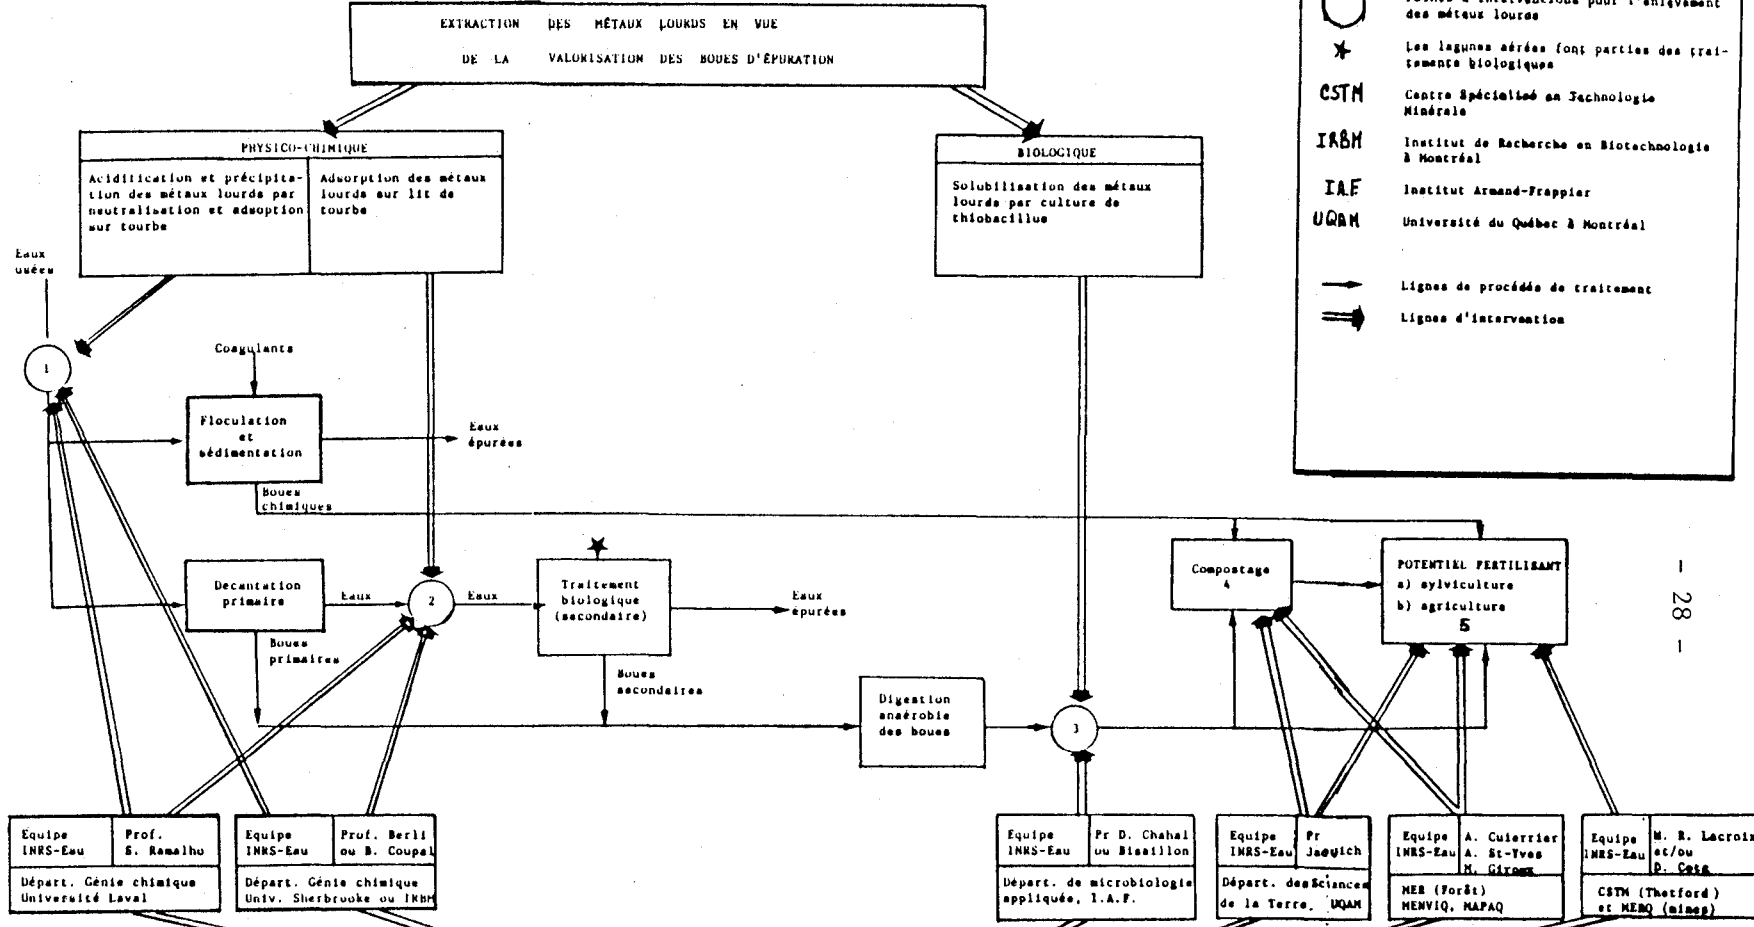 EXTRACTION DES MÉTAUX LOURDS EN VUE
DE LA VALORISATION DES BOUES D'ÉPURATION
PHYSICO-CHIMIQUE
Acidification et précipita-
tion des métaux lourds par
neutralisation et adsoption
sur tourbe
Adsorption des métaux
lourds sur lit de
tourbe
BIOLOGIQUE
Solubilisation des métaux
lourds par culture de
thiobacillus
des métaux lourds
★ Les lagunes aérées font parties des trai-
tements biologiques
CSTM Centre Spécialisé en Technologie
Minérale
IRBM Institut de Recherche en Biotechnologie
à Montréal
IAF Institut Armand-Frappier
UQAM Université du Québec à Montréal
Lignes de procédés de traitement
Lignes d'intervention
Eaux
usées
1
Coagulants
Floculation
et
sédimentation
Eaux
épurées
Boues
chimiques
Décantation
primaire
Eaux
2
Eaux
★
Traitement
biologique
(secondaire)
Eaux
épurées
Boues
primaires
Boues
secondaires
Digestion
anaérobie
des boues
3
Compostage
4
POTENTIEL FERTILISANT
a) sylviculture
b) agriculture
5
- 28 -
Equipe
INRS-Eau
Prof.
S. Ramalho
Départ. Génie chimique
Université Laval
Equipe
INRS-Eau
Prof. Berli
ou B. Coupal
Départ. Génie chimique
Univ. Sherbrooke ou IRBM
Equipe
INRS-Eau
Pr D. Chahal
ou Bisaillon
Départ. de microbiologie
appliquée, I.A.F.
Equipe
INRS-Eau
Pr
Départ. des Sciences
de la Terre, UQAM
Equipe
INRS-Eau
A. Cuierrier
A. St-Yves
M. Giroux
MER (Forêt)
MENVIQ, MAPAQ
Equipe
INRS-Eau
M. R. Lacroix
et/ou
D. Cote
CSTM (Thetford)
et MERQ (mines)